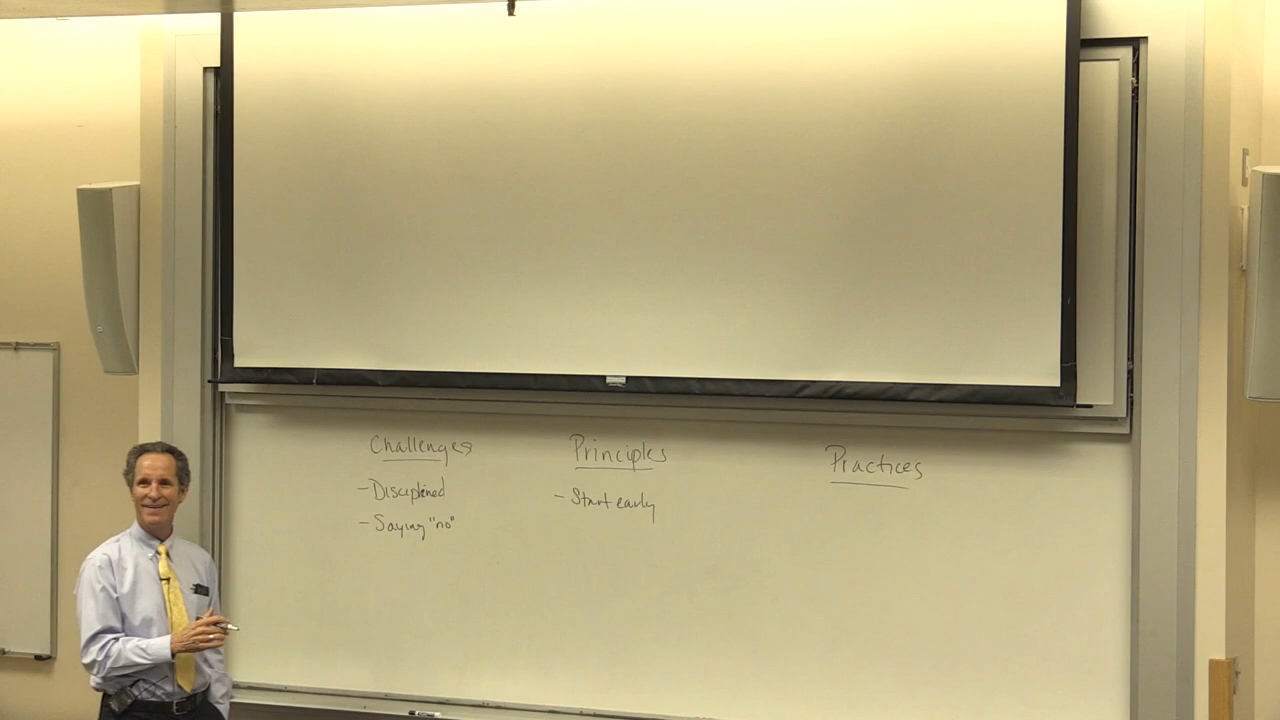 Challenges
- Disciplined
- Saying "no"
Principles
- Start early
Practices